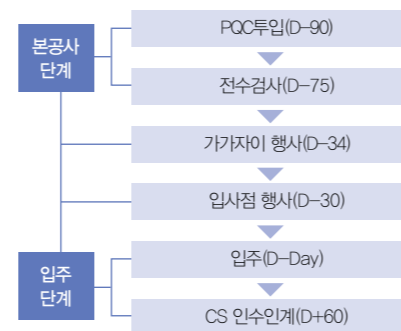 본공사
단계
PQC투입(D-90)
전수검사(D-75)
가가자이 행사(D-34)
입사점 행사(D-30)
입주
단계
입주(D-Day)
CS 인수인계(D+60)